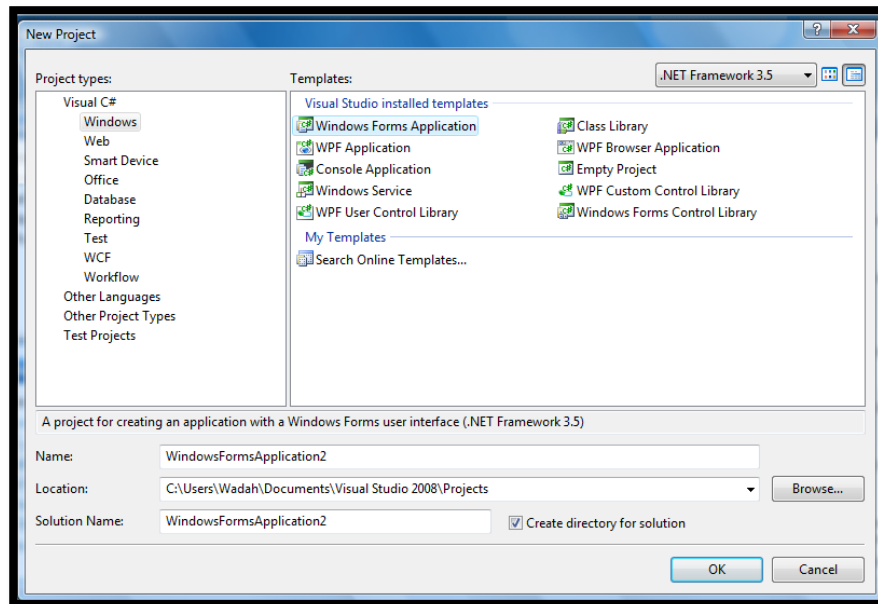 New Project
Project types:
Templates:
.NET Framework 3.5
Visual C#
Windows
Web
Smart Device
Office
Database
Reporting
Test
WCF
Workflow
Other Languages
Other Project Types
Test Projects
Visual Studio installed templates
Windows Forms Application
Class Library
WPF Application
WPF Browser Application
Console Application
Empty Project
Windows Service
WPF Custom Control Library
WPF User Control Library
Windows Forms Control Library
My Templates
Search Online Templates...
A project for creating an application with a Windows Forms user interface (.NET Framework 3.5)
Name:
WindowsFormsApplication2
Location:
C:\Users\Wadah\Documents\Visual Studio 2008\Projects
Browse...
Solution Name:
WindowsFormsApplication2
Create directory for solution
OK
Cancel